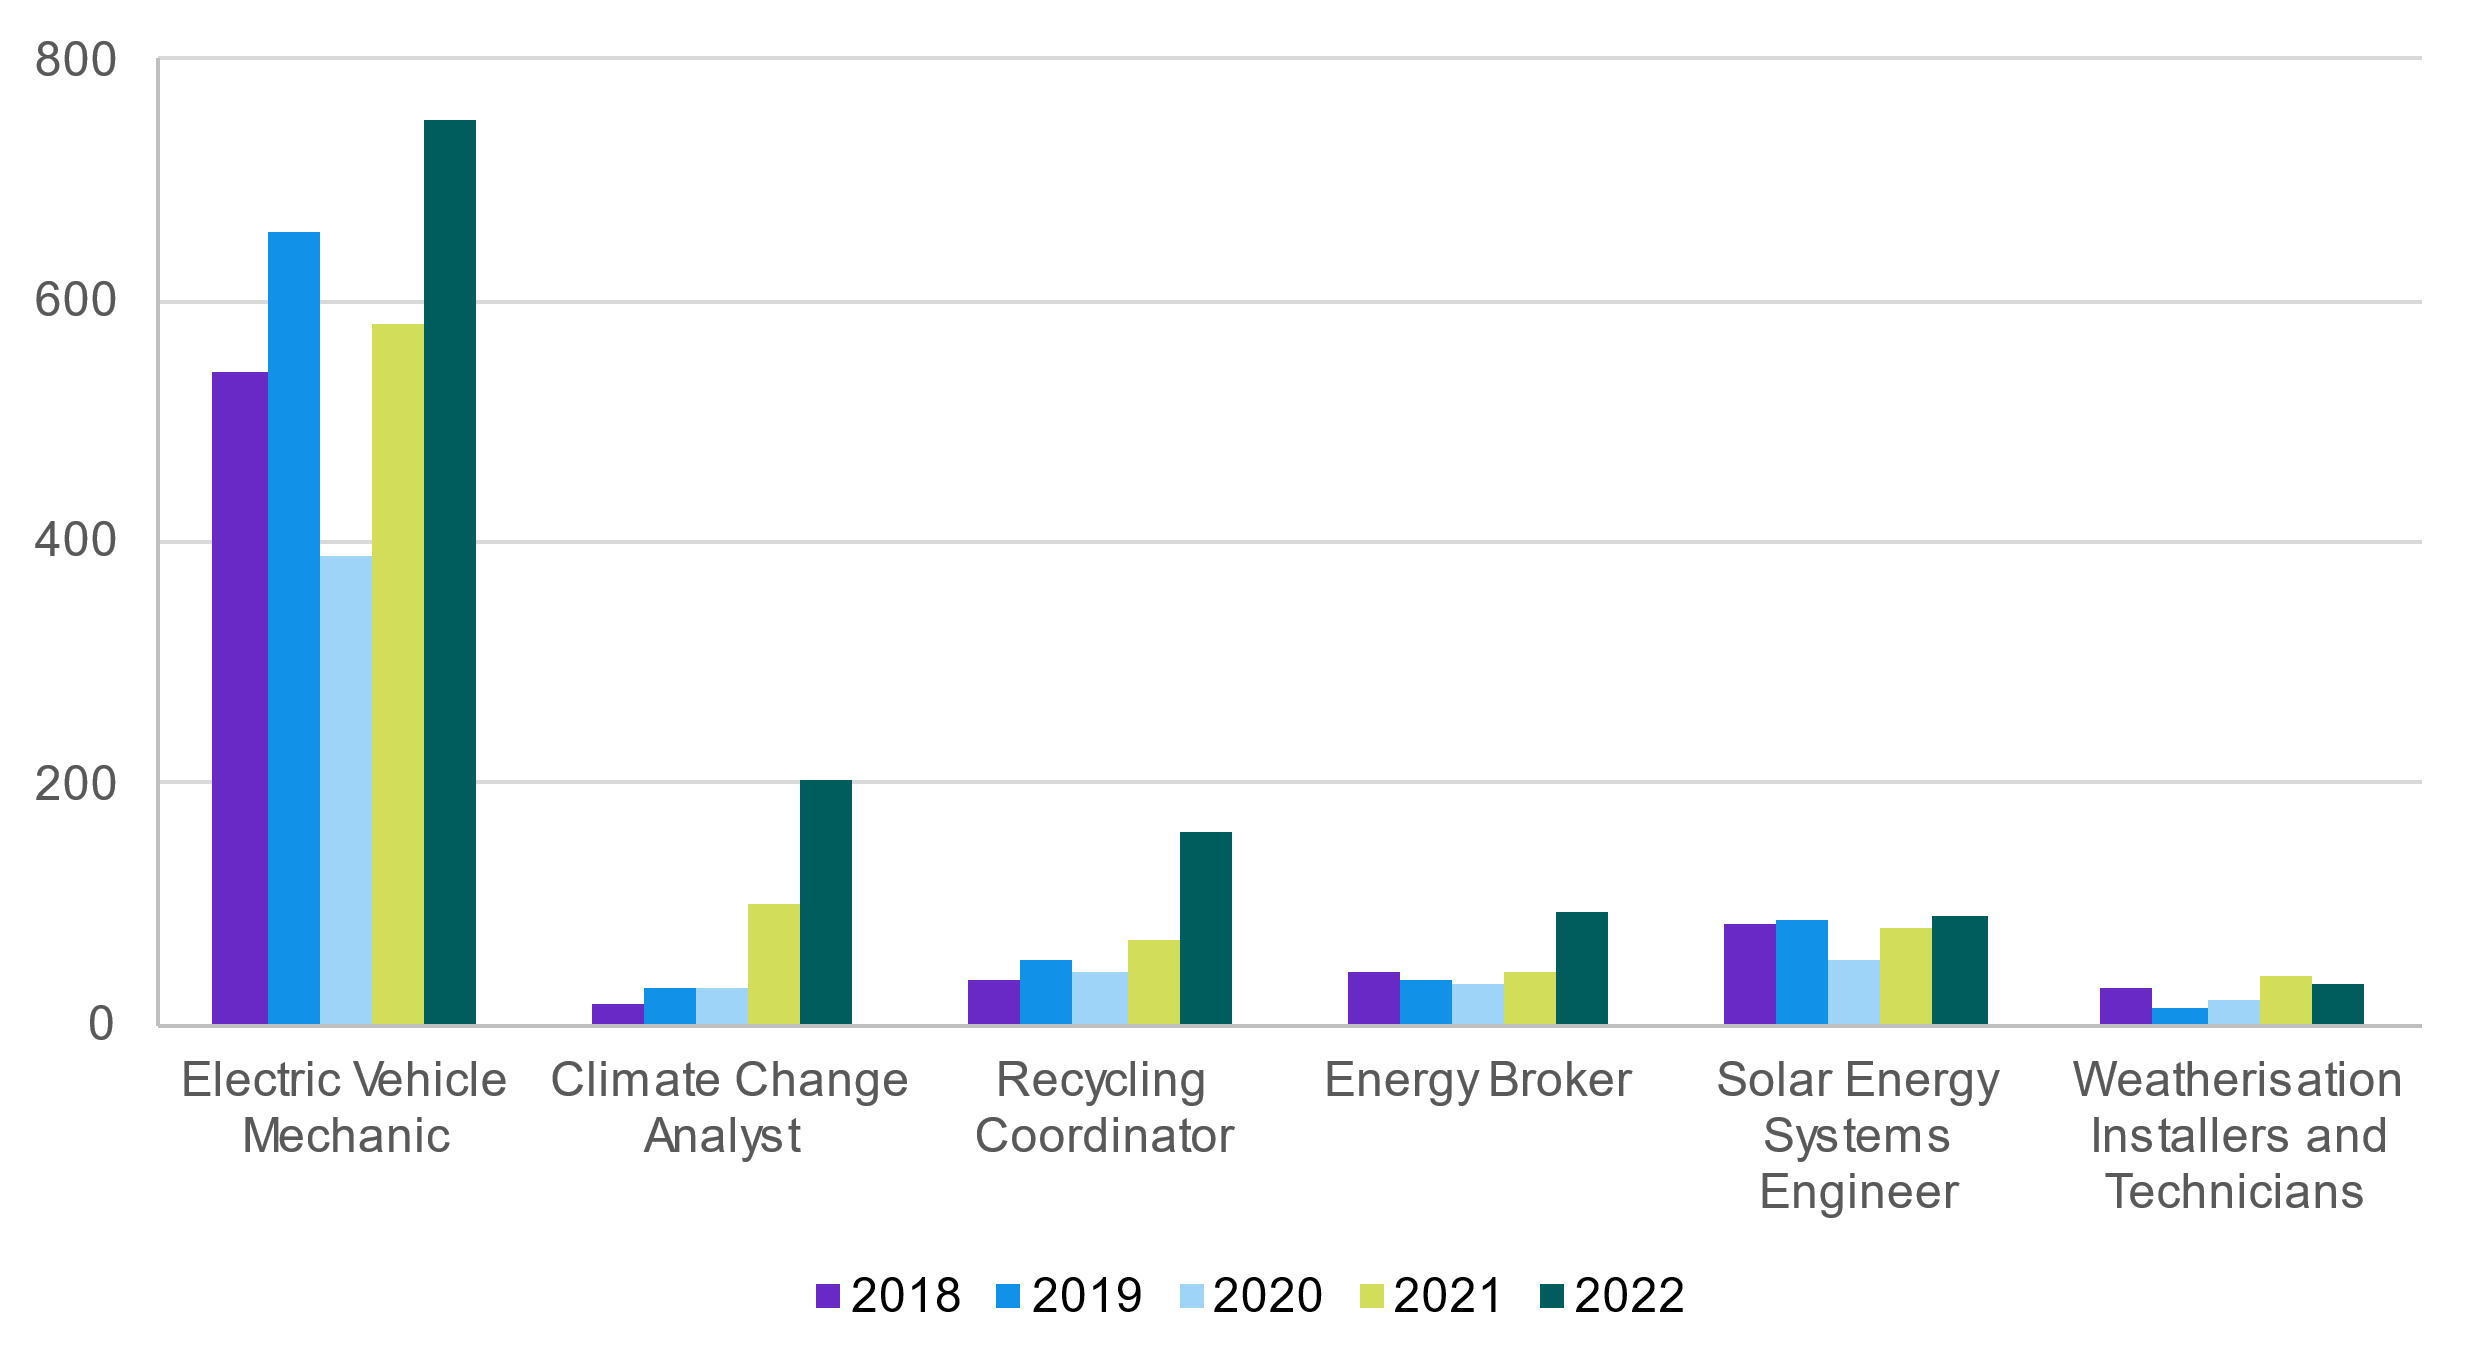 800
600
400
200
0
Electric Vehicle
Mechanic
Climate Change
Analyst
Recycling
Coordinator
Energy Broker
Solar Energy
Systems
Engineer
Weatherisation
Installers and
Technicians
2018 2019 2020 2021 2022